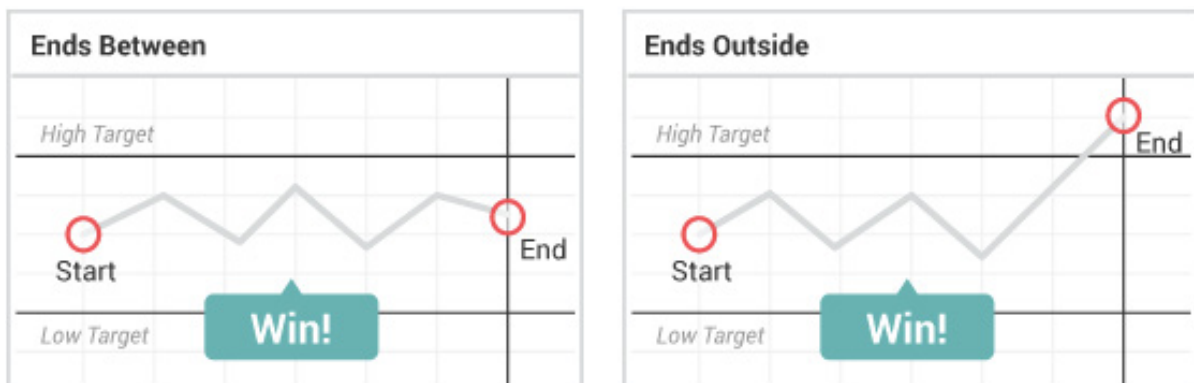 Ends Between
High Target
Start
End
Win!
Low Target
Ends Outside
High Target
End
Start
Win!
Low Target